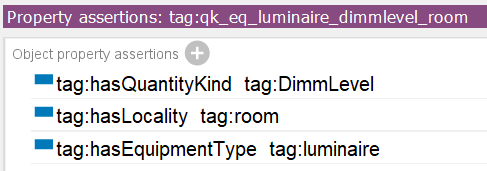 Property assertions: tag:qk_eq_luminaire_dimmlevel_room
Object property assertions
tag:hasQuantityKind tag:DimmLevel
tag:hasLocality tag:room
tag:hasEquipmentType tag:luminaire